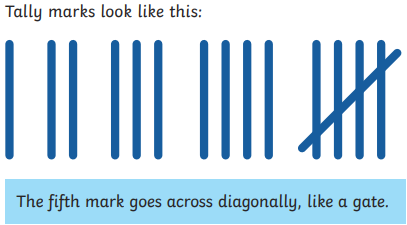 Tally marks look like this:
The fifth mark goes across diagonally, like a gate.